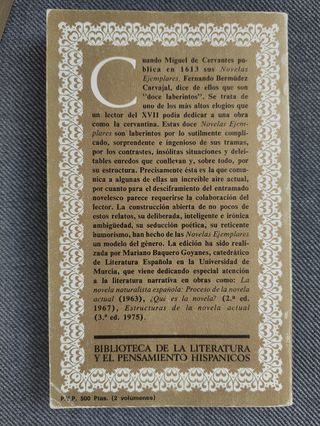 Cuando Miguel de Cervantes pu-
blica en 1613 sus Novelas
Ejemplares, Fernando Bermúdez
Carvajal, dice de ellos que son
"doce laberintos". Se trata de
uno de los más altos elogios que
un lector del XVII podía dedicar a una obra
como la cervantina. Estas doce Novelas Ejem-
plares son laberintos por lo sutilmente compli-
cado, sorprendente e ingenioso de sus tramas,
por los contrastes, insólitas situaciones y delei-
tables enredos que conllevan y, sobre todo, por
su estructura. Precisamente ésta es la que comu-
nica a algunas de ellas un increíble aire actual,
por cuanto para el desciframiento del entramado
novelesco parece requerirse la colaboración del
lector. La construcción abierta de no pocos de
estos relatos, su deliberada, inteligente e irónica
ambigüedad, su seducción poética, su reticente
humorismo, han hecho de las Novelas Ejemplares
un modelo del género. La edición ha sido reali-
zada por Mariano Baquero Goyanes, catedrático
de Literatura Española en la Universidad de
Murcia, que viene dedicando especial atención a
la literatura narrativa en obras como: La
novela naturalista española: Proceso de la novela
actual (1963), ¿Qué es la novela? (2.ª ed.
1967), Estructuras de la novela actual
(3.ª ed. 1975).
BIBLIOTECA DE LA LITERATURA
Y EL PENSAMIENTO HISPANICOS
P.V.P. 500 Ptas. (2 volúmenes)